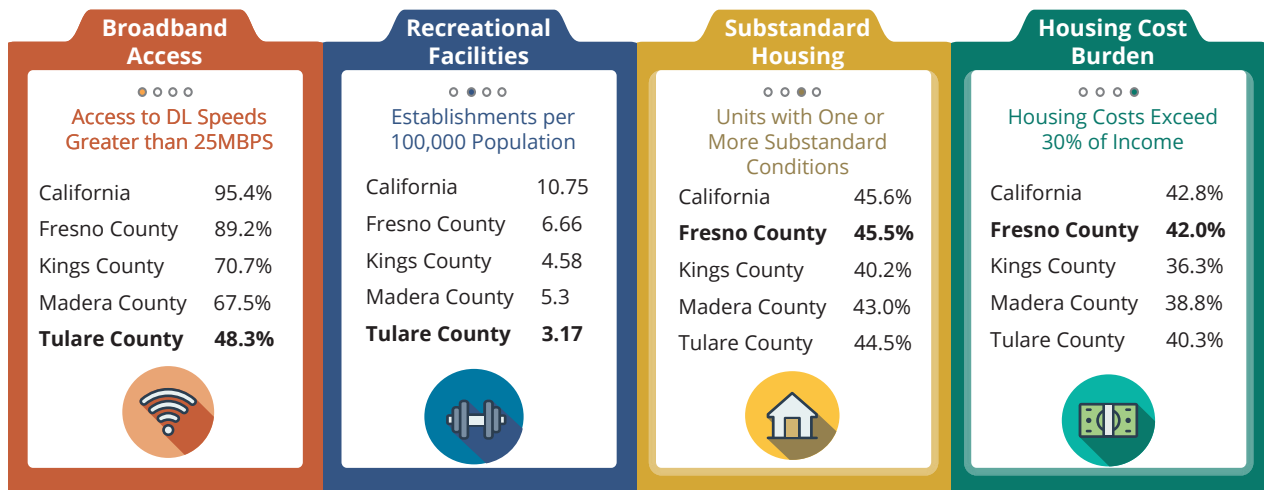 Broadband
Access
Access to DL Speeds
Greater than 25MBPS
California 95.4%
Fresno County 89.2%
Kings County 70.7%
Madera County 67.5%
Tulare County 48.3%
Recreational
Facilities
Establishments per
100,000 Population
California 10.75
Fresno County 6.66
Kings County 4.58
Madera County 5.3
Tulare County 3.17
Substandard
Housing
Units with One or
More Substandard
Conditions
California 45.6%
Fresno County 45.5%
Kings County 40.2%
Madera County 43.0%
Tulare County 44.5%
Housing Cost
Burden
Housing Costs Exceed
30% of Income
California 42.8%
Fresno County 42.0%
Kings County 36.3%
Madera County 38.8%
Tulare County 40.3%